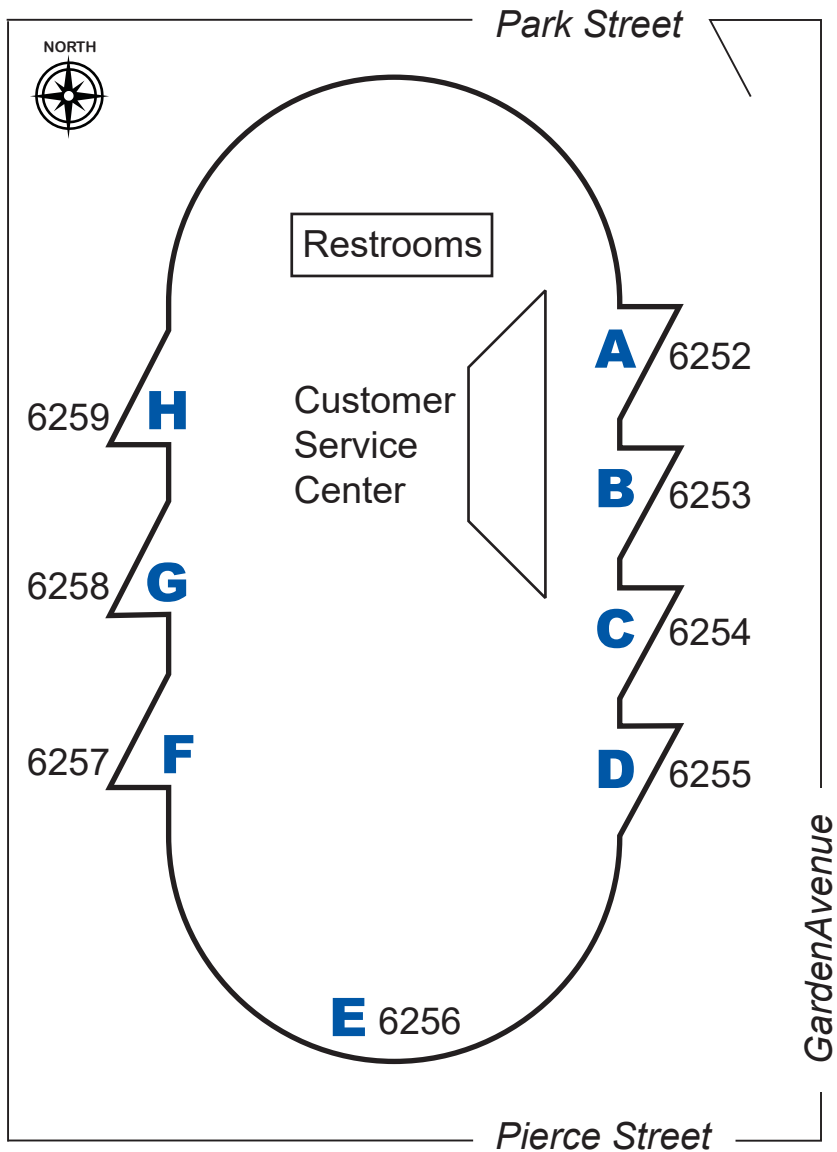 Park Street
NORTH
Restrooms
A 6252
Customer
Service
Center
6259 H
B 6253
6258 G
C 6254
6257 F
D 6255
GardenAvenue
E 6256
Pierce Street